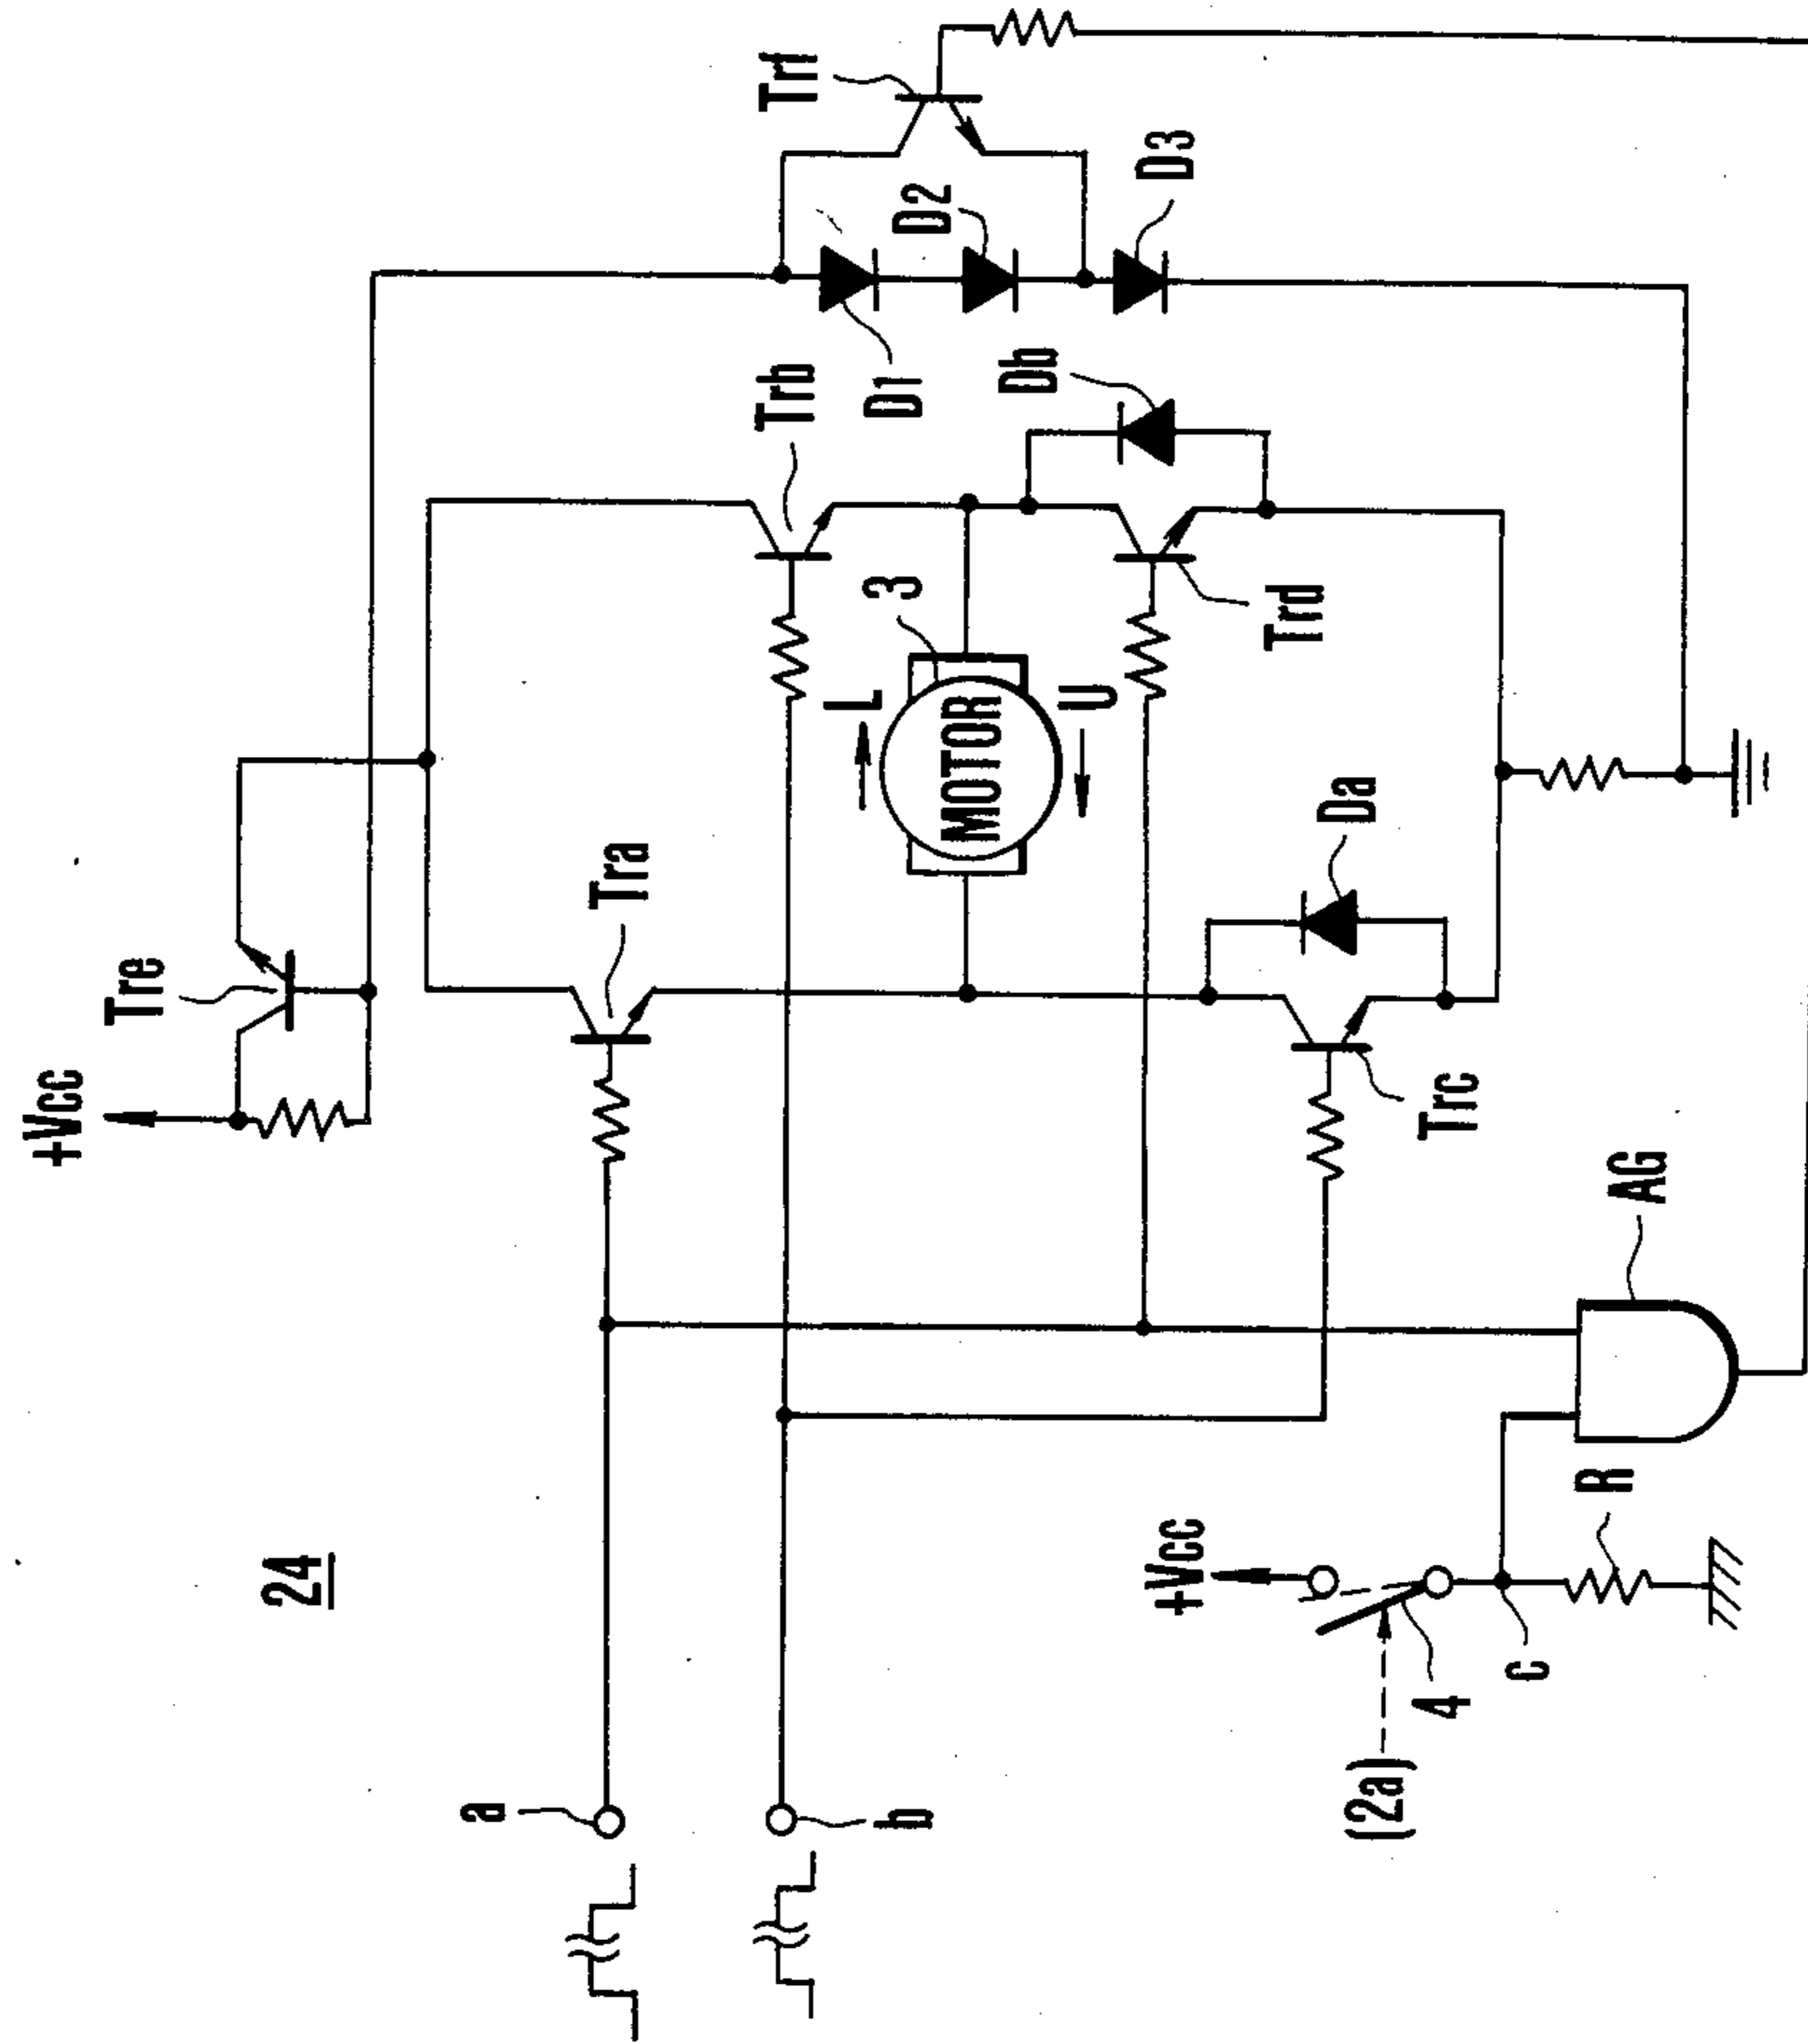 24
+Vcc
Tre
Tra
Trb
Trf
D1
D2
D3
Db
3
L
MOTOR
U
Trd
Da
Trc
AG
a
b
+Vcc
(2a)
4
C
R